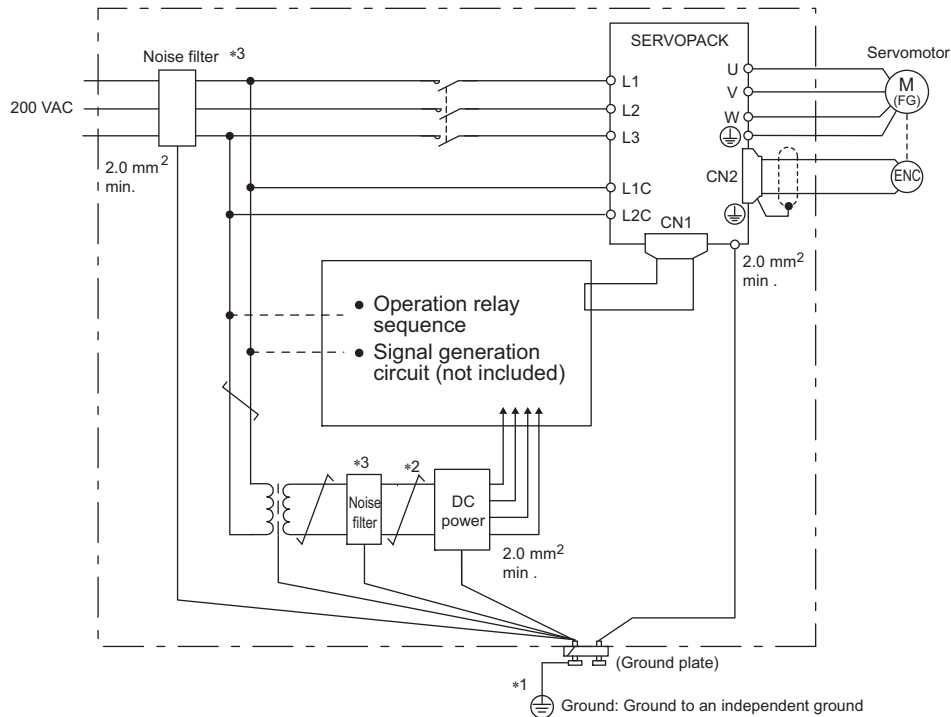 SERVOPACK
Noise filter *3
Servomotor
200 VAC
L1
L2
L3
L1C
L2C
U
V
W
M
(FG)
CN2
ENC
CN1
2.0 mm2
min.
2.0 mm2
min .
• Operation relay
sequence
• Signal generation
circuit (not included)
*3
*2
Noise
filter
DC
power
2.0 mm2
min .
(Ground plate)
*1
Ground: Ground to an independent ground